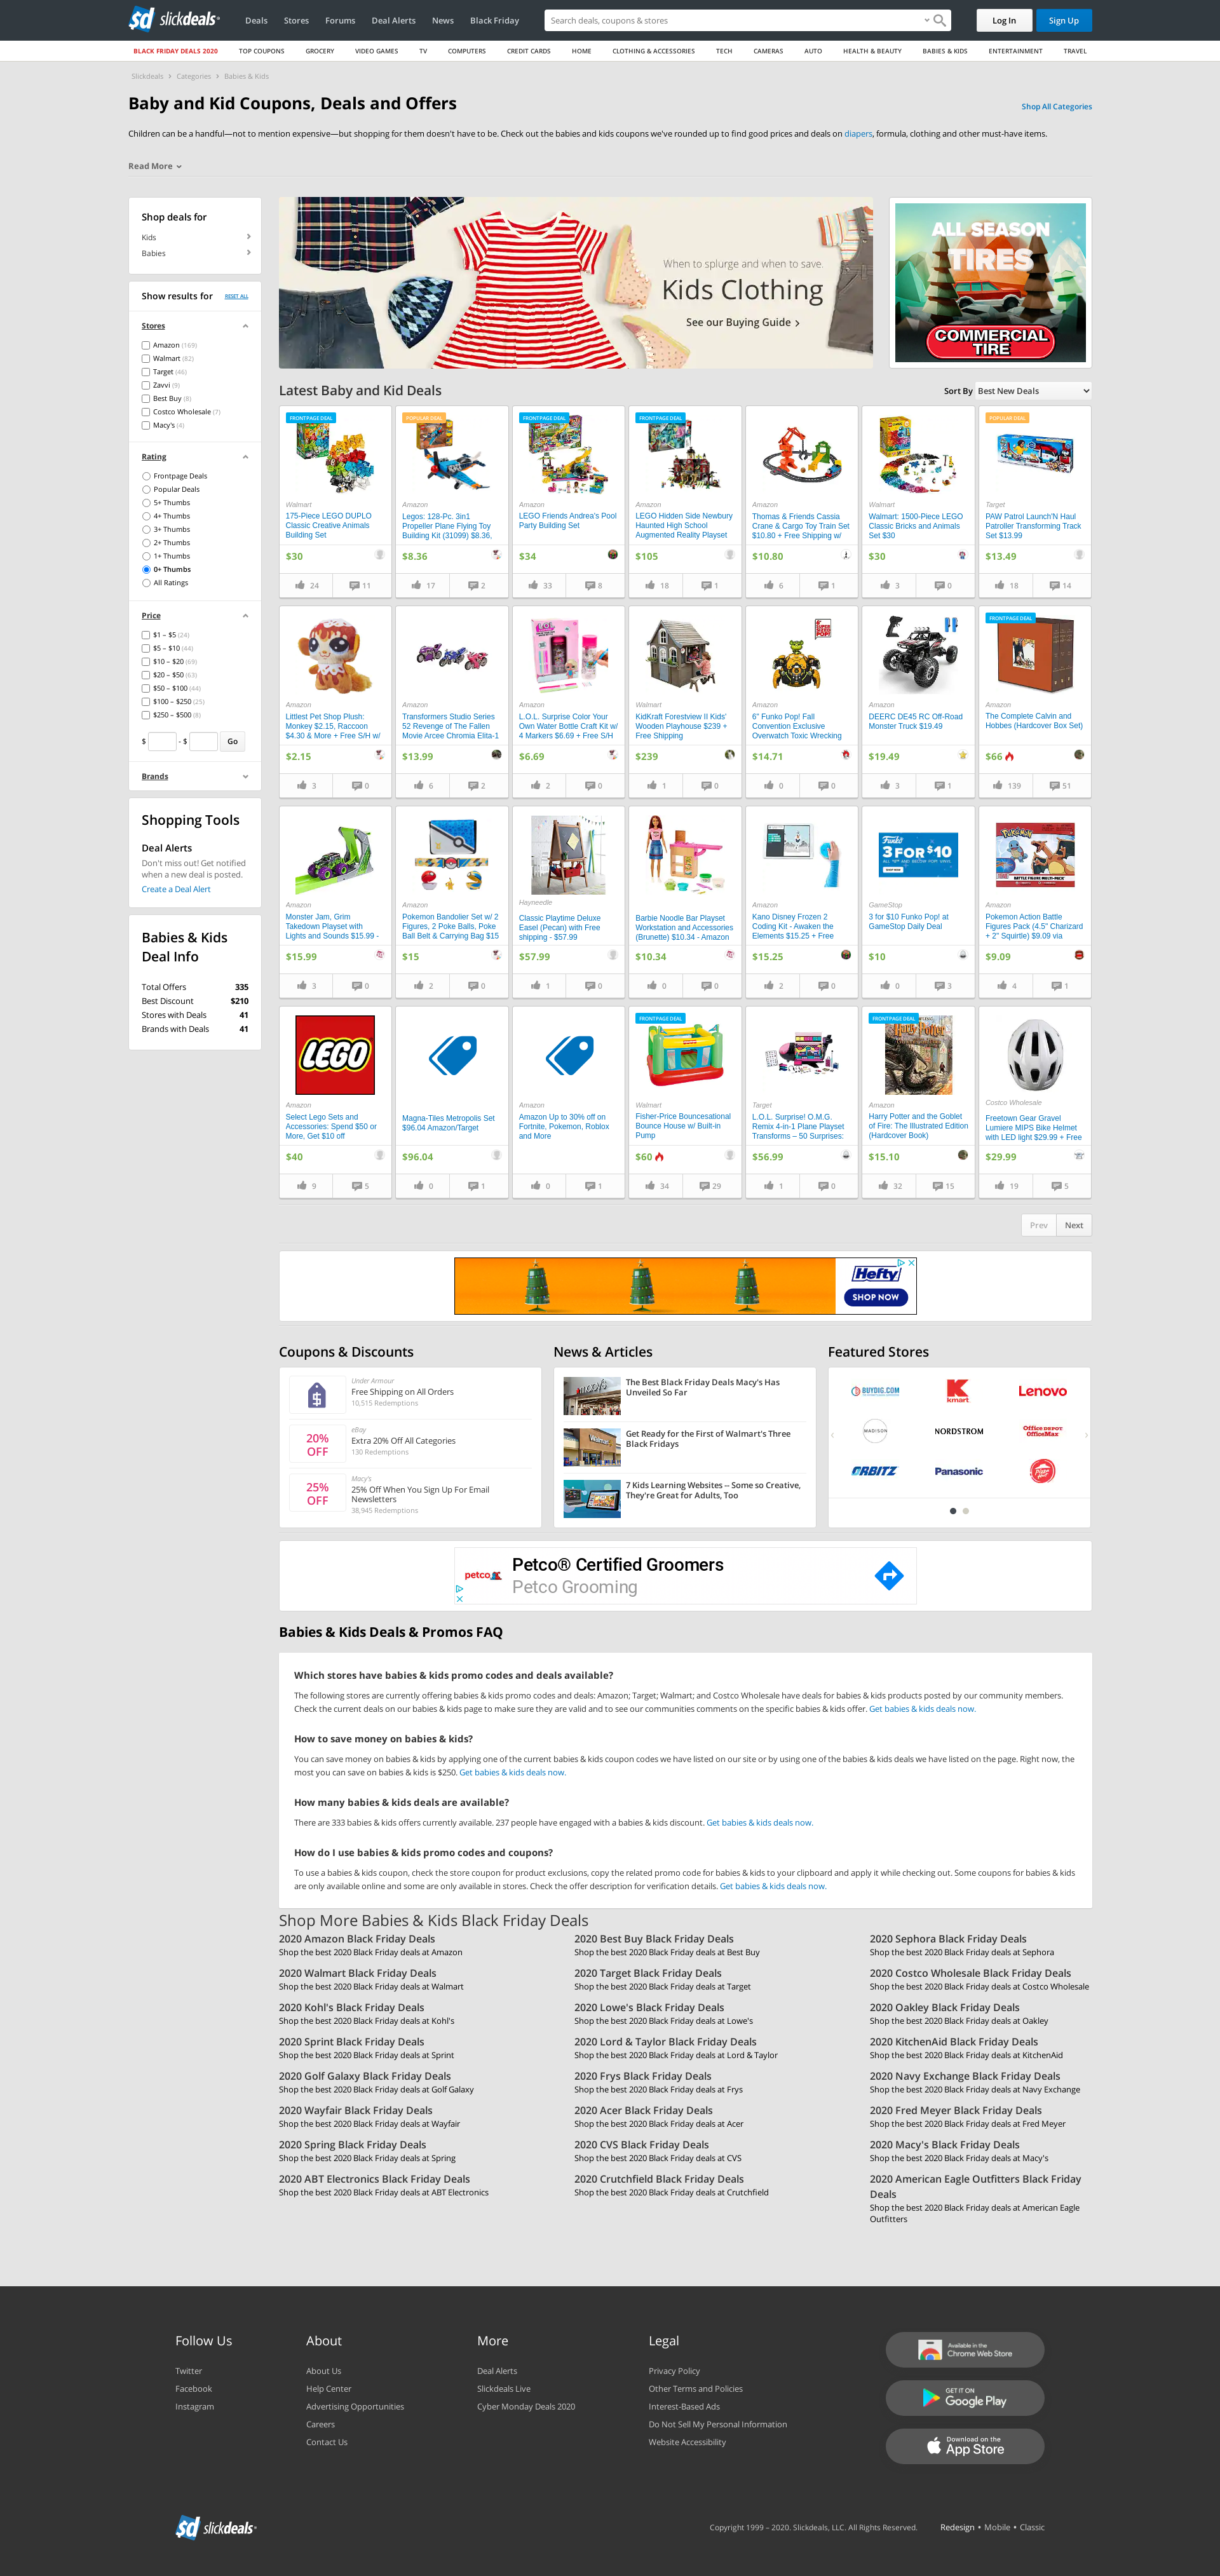 slickdeals
Deals
Stores
Forums
Deal Alerts
News
Black Friday
Search deals, coupons & stores
Log In
Sign Up
BLACK FRIDAY DEALS 2020
TOP COUPONS
GROCERY
VIDEO GAMES
TV
COMPUTERS
CREDIT CARDS
HOME
CLOTHING & ACCESSORIES
TECH
CAMERAS
AUTO
HEALTH & BEAUTY
BABIES & KIDS
ENTERTAINMENT
TRAVEL
Slickdeals > Categories > Babies & Kids
Baby and Kid Coupons, Deals and Offers
Shop All Categories
Children can be a handful—not to mention expensive—but shopping for them doesn't have to be. Check out the babies and kids coupons we've rounded up to find good prices and deals on diapers, formula, clothing and other must-have items.
Read More
Shop deals for
Kids
Babies
Show results for
RESET ALL
Stores
Amazon (169)
Walmart (82)
Target (46)
Zavvi (9)
Best Buy (8)
Costco Wholesale (7)
Macy's (4)
Rating
Frontpage Deals
Popular Deals
5+ Thumbs
4+ Thumbs
3+ Thumbs
2+ Thumbs
1+ Thumbs
0+ Thumbs
All Ratings
Price
$1 – $5 (24)
$5 – $10 (44)
$10 – $20 (69)
$20 – $50 (63)
$50 – $100 (44)
$100 – $250 (25)
$250 – $500 (8)
$ - $ Go
Brands
Shopping Tools
Deal Alerts
Don't miss out! Get notified
when a new deal is posted.
Create a Deal Alert
Babies & Kids
Deal Info
Total Offers 335
Best Discount $210
Stores with Deals 41
Brands with Deals 41
When to splurge and when to save.
Kids Clothing
See our Buying Guide >
ALL SEASON
TIRES
COMMERCIAL
TIRE
Latest Baby and Kid Deals
Sort By Best New Deals
FRONTPAGE DEAL
Walmart
175-Piece LEGO DUPLO
Classic Creative Animals
Building Set
$30
24
11
POPULAR DEAL
Amazon
Legos: 128-Pc. 3in1
Propeller Plane Flying Toy
Building Kit (31099) $8.36,
$8.36
17
2
FRONTPAGE DEAL
Amazon
LEGO Friends Andrea's Pool
Party Building Set
$34
33
8
FRONTPAGE DEAL
Amazon
LEGO Hidden Side Newbury
Haunted High School
Augmented Reality Playset
$105
18
1
Amazon
Thomas & Friends Cassia
Crane & Cargo Toy Train Set
$10.80 + Free Shipping w/
$10.80
6
1
Walmart
Walmart: 1500-Piece LEGO
Classic Bricks and Animals
Set $30
$30
3
0
POPULAR DEAL
Target
PAW Patrol Launch'N Haul
Patroller Transforming Track
Set $13.99
$13.49
18
14
Amazon
Littlest Pet Shop Plush:
Monkey $2.15, Raccoon
$4.30 & More + Free S/H w/
$2.15
3
0
Amazon
Transformers Studio Series
52 Revenge of The Fallen
Movie Arcee Chromia Elita-1
$13.99
6
2
Amazon
L.O.L. Surprise Color Your
Own Water Bottle Craft Kit w/
4 Markers $6.69 + Free S/H
$6.69
2
0
Walmart
KidKraft Forestview II Kids'
Wooden Playhouse $239 +
Free Shipping
$239
1
0
Amazon
6" Funko Pop! Fall
Convention Exclusive
Overwatch Toxic Wrecking
$14.71
0
0
Amazon
DEERC DE45 RC Off-Road
Monster Truck $19.49
$19.49
3
1
FRONTPAGE DEAL
Amazon
The Complete Calvin and
Hobbes (Hardcover Box Set)
$66
139
51
Amazon
Monster Jam, Grim
Takedown Playset with
Lights and Sounds $15.99 -
$15.99
3
0
Amazon
Pokemon Bandolier Set w/ 2
Figures, 2 Poke Balls, Poke
Ball Belt & Carrying Bag $15
$15
2
0
Hayneedle
Classic Playtime Deluxe
Easel (Pecan) with Free
shipping - $57.99
$57.99
1
0
Barbie Noodle Bar Playset
Workstation and Accessories
(Brunette) $10.34 - Amazon
$10.34
0
0
Amazon
Kano Disney Frozen 2
Coding Kit - Awaken the
Elements $15.25 + Free
$15.25
2
0
Funko
3 FOR $10
GameStop
3 for $10 Funko Pop! at
GameStop Daily Deal
$10
0
3
Pokemon
Amazon
Pokemon Action Battle
Figures Pack (4.5" Charizard
+ 2" Squirtle) $9.09 via
$9.09
4
1
LEGO
Amazon
Select Lego Sets and
Accessories: Spend $50 or
More, Get $10 off
$40
9
5
Magna-Tiles Metropolis Set
$96.04 Amazon/Target
$96.04
0
1
Amazon
Amazon Up to 30% off on
Fortnite, Pokemon, Roblox
and More
0
1
FRONTPAGE DEAL
Walmart
Fisher-Price Bouncesational
Bounce House w/ Built-in
Pump
$60
34
29
Target
L.O.L. Surprise! O.M.G.
Remix 4-in-1 Plane Playset
Transforms – 50 Surprises:
$56.99
1
0
FRONTPAGE DEAL
Harry Potter
Amazon
Harry Potter and the Goblet
of Fire: The Illustrated Edition
(Hardcover Book)
$15.10
32
15
Costco Wholesale
Freetown Gear Gravel
Lumiere MIPS Bike Helmet
with LED light $29.99 + Free
$29.99
19
5
Prev
Next
Hefty
SHOP NOW
Coupons & Discounts
Under Armour
Free Shipping on All Orders
10,515 Redemptions
20%
OFF
eBay
Extra 20% Off All Categories
130 Redemptions
25%
OFF
Macy's
25% Off When You Sign Up For Email
Newsletters
38,945 Redemptions
News & Articles
The Best Black Friday Deals Macy's Has
Unveiled So Far
Get Ready for the First of Walmart's Three
Black Fridays
7 Kids Learning Websites -- Some so Creative,
They're Great for Adults, Too
Featured Stores
BUYDIG.COM
kmart
Lenovo
MADISON
NORDSTROM
Office DEPOT
OfficeMax
ORBITZ
Panasonic
Pizza Hut
petco
Petco® Certified Groomers
Petco Grooming
Babies & Kids Deals & Promos FAQ
Which stores have babies & kids promo codes and deals available?
The following stores are currently offering babies & kids promo codes and deals: Amazon; Target; Walmart; and Costco Wholesale have deals for babies & kids products posted by our community members.
Check the current deals on our babies & kids page to make sure they are valid and to see our communities comments on the specific babies & kids offer. Get babies & kids deals now.
How to save money on babies & kids?
You can save money on babies & kids by applying one of the current babies & kids coupon codes we have listed on our site or by using one of the babies & kids deals we have listed on the page. Right now, the
most you can save on babies & kids is $250. Get babies & kids deals now.
How many babies & kids deals are available?
There are 333 babies & kids offers currently available. 237 people have engaged with a babies & kids discount. Get babies & kids deals now.
How do I use babies & kids promo codes and coupons?
To use a babies & kids coupon, check the store coupon for product exclusions, copy the related promo code for babies & kids to your clipboard and apply it while checking out. Some coupons for babies & kids
are only available online and some are only available in stores. Check the offer description for verification details. Get babies & kids deals now.
Shop More Babies & Kids Black Friday Deals
2020 Amazon Black Friday Deals
Shop the best 2020 Black Friday deals at Amazon
2020 Best Buy Black Friday Deals
Shop the best 2020 Black Friday deals at Best Buy
2020 Sephora Black Friday Deals
Shop the best 2020 Black Friday deals at Sephora
2020 Walmart Black Friday Deals
Shop the best 2020 Black Friday deals at Walmart
2020 Target Black Friday Deals
Shop the best 2020 Black Friday deals at Target
2020 Costco Wholesale Black Friday Deals
Shop the best 2020 Black Friday deals at Costco Wholesale
2020 Kohl's Black Friday Deals
Shop the best 2020 Black Friday deals at Kohl's
2020 Lowe's Black Friday Deals
Shop the best 2020 Black Friday deals at Lowe's
2020 Oakley Black Friday Deals
Shop the best 2020 Black Friday deals at Oakley
2020 Sprint Black Friday Deals
Shop the best 2020 Black Friday deals at Sprint
2020 Lord & Taylor Black Friday Deals
Shop the best 2020 Black Friday deals at Lord & Taylor
2020 KitchenAid Black Friday Deals
Shop the best 2020 Black Friday deals at KitchenAid
2020 Golf Galaxy Black Friday Deals
Shop the best 2020 Black Friday deals at Golf Galaxy
2020 Frys Black Friday Deals
Shop the best 2020 Black Friday deals at Frys
2020 Navy Exchange Black Friday Deals
Shop the best 2020 Black Friday deals at Navy Exchange
2020 Wayfair Black Friday Deals
Shop the best 2020 Black Friday deals at Wayfair
2020 Acer Black Friday Deals
Shop the best 2020 Black Friday deals at Acer
2020 Fred Meyer Black Friday Deals
Shop the best 2020 Black Friday deals at Fred Meyer
2020 Spring Black Friday Deals
Shop the best 2020 Black Friday deals at Spring
2020 CVS Black Friday Deals
Shop the best 2020 Black Friday deals at CVS
2020 Macy's Black Friday Deals
Shop the best 2020 Black Friday deals at Macy's
2020 ABT Electronics Black Friday Deals
Shop the best 2020 Black Friday deals at ABT Electronics
2020 Crutchfield Black Friday Deals
Shop the best 2020 Black Friday deals at Crutchfield
2020 American Eagle Outfitters Black Friday
Deals
Shop the best 2020 Black Friday deals at American Eagle
Outfitters
Follow Us
Twitter
Facebook
Instagram
About
About Us
Help Center
Advertising Opportunities
Careers
Contact Us
More
Deal Alerts
Slickdeals Live
Cyber Monday Deals 2020
Legal
Privacy Policy
Other Terms and Policies
Interest-Based Ads
Do Not Sell My Personal Information
Website Accessibility
Available in the
Chrome Web Store
GET IT ON
Google Play
Download on the
App Store
slickdeals
Copyright 1999 – 2020. Slickdeals, LLC. All Rights Reserved.
Redesign • Mobile • Classic